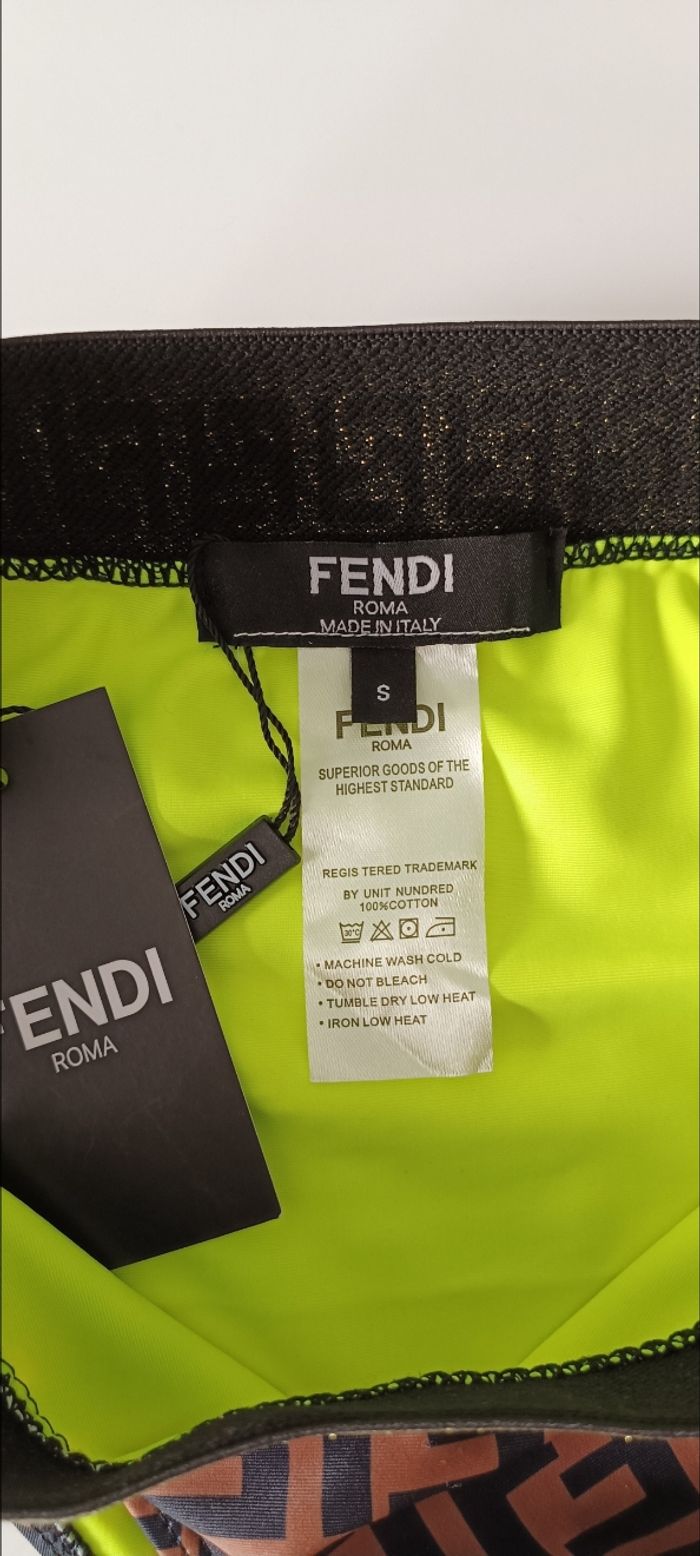 FENDI
ROMA
MADE IN ITALY
S
FENDI
ROMA
SUPERIOR GOODS OF THE
HIGHEST STANDARD
REGIS TERED TRADEMARK
BY UNIT NUNDRED
100%COTTON
30°C
• MACHINE WASH COLD
• DO NOT BLEACH
• TUMBLE DRY LOW HEAT
• IRON LOW HEAT
FENDI
ROMA
FENDI
ROMA